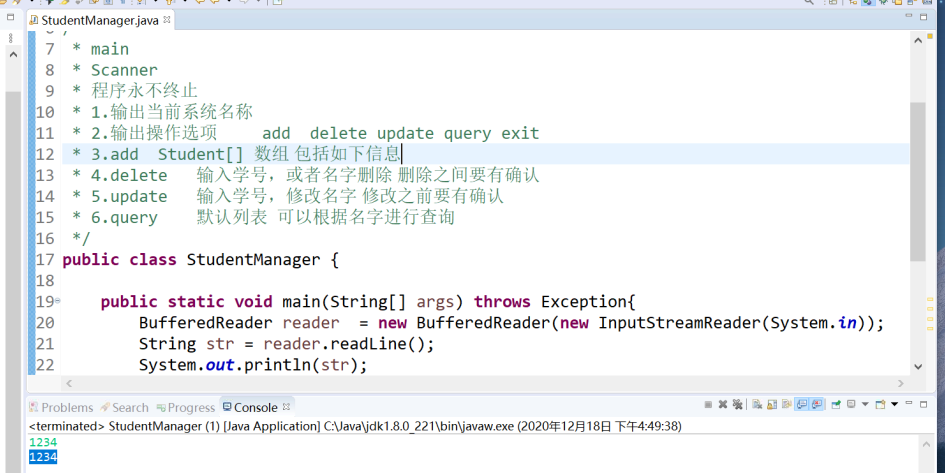 StudentManager.java
7 * main
8 * Scanner
9 * 程序永不终止
10 * 1.输出当前系统名称
11 * 2.输出操作选项 add delete update query exit
12 * 3.add Student[] 数组 包括如下信息
13 * 4.delete 输入学号，或者名字删除 删除之间要有确认
14 * 5.update 输入学号，修改名字 修改之前要有确认
15 * 6.query 默认列表 可以根据名字进行查询
16 */
17 public class StudentManager {
18
19 public static void main(String[] args) throws Exception{
20 BufferedReader reader = new BufferedReader(new InputStreamReader(System.in));
21 String str = reader.readLine();
22 System.out.println(str);
Problems Search Progress Console
<terminated> StudentManager (1) [Java Application] C:\Java\jdk1.8.0_221\bin\javaw.exe (2020年12月18日 下午4:49:38)
1234
1234